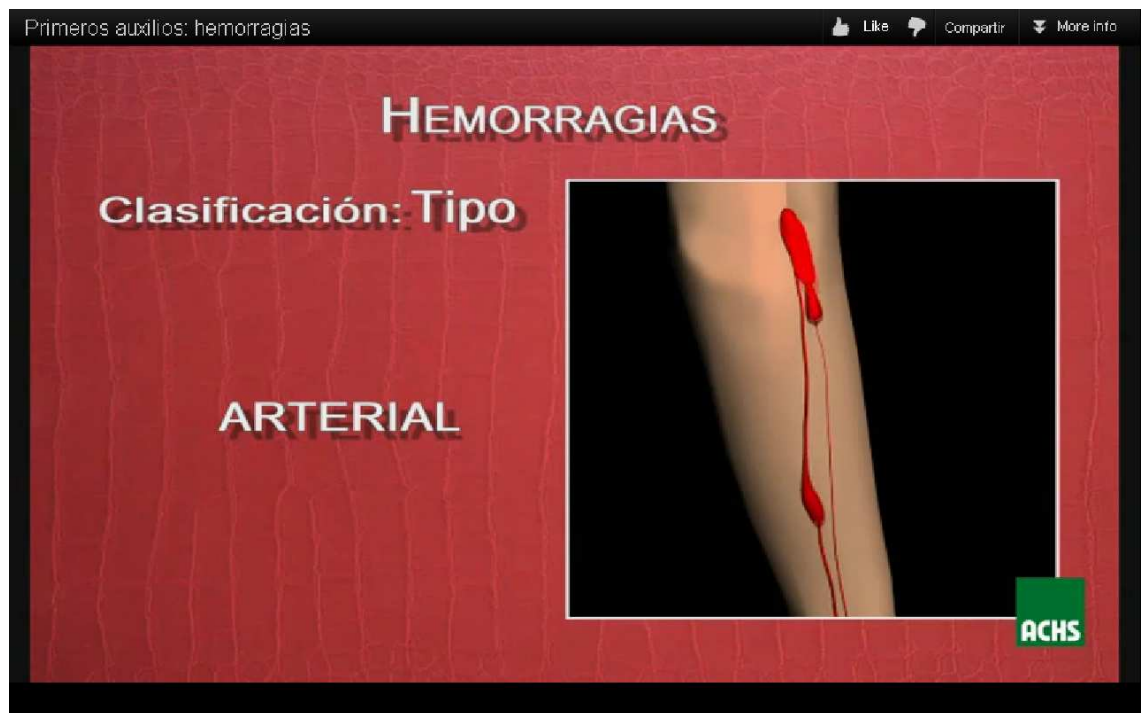 Primeros auxilios: hemorragias
Like
Compartir
More info
HEMORRAGIAS
Clasificación: Tipo
ARTERIAL
ACHS